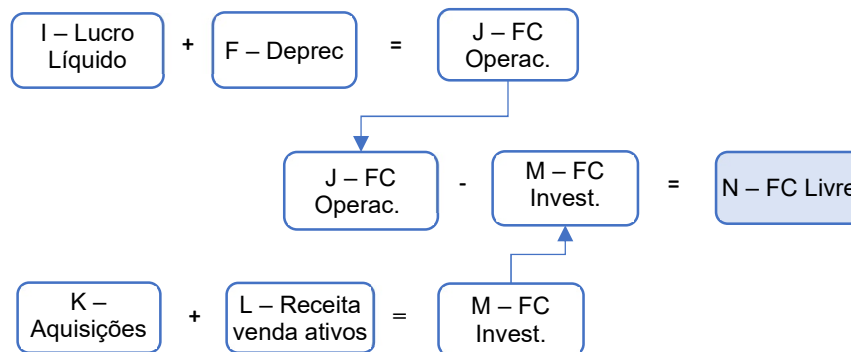 I – Lucro
Líquido
+
F – Deprec
=
J – FC
Operac.
J – FC
Operac.
-
M – FC
Invest.
=
N – FC Livre
K –
Aquisições
+
L – Receita
venda ativos
=
M – FC
Invest.